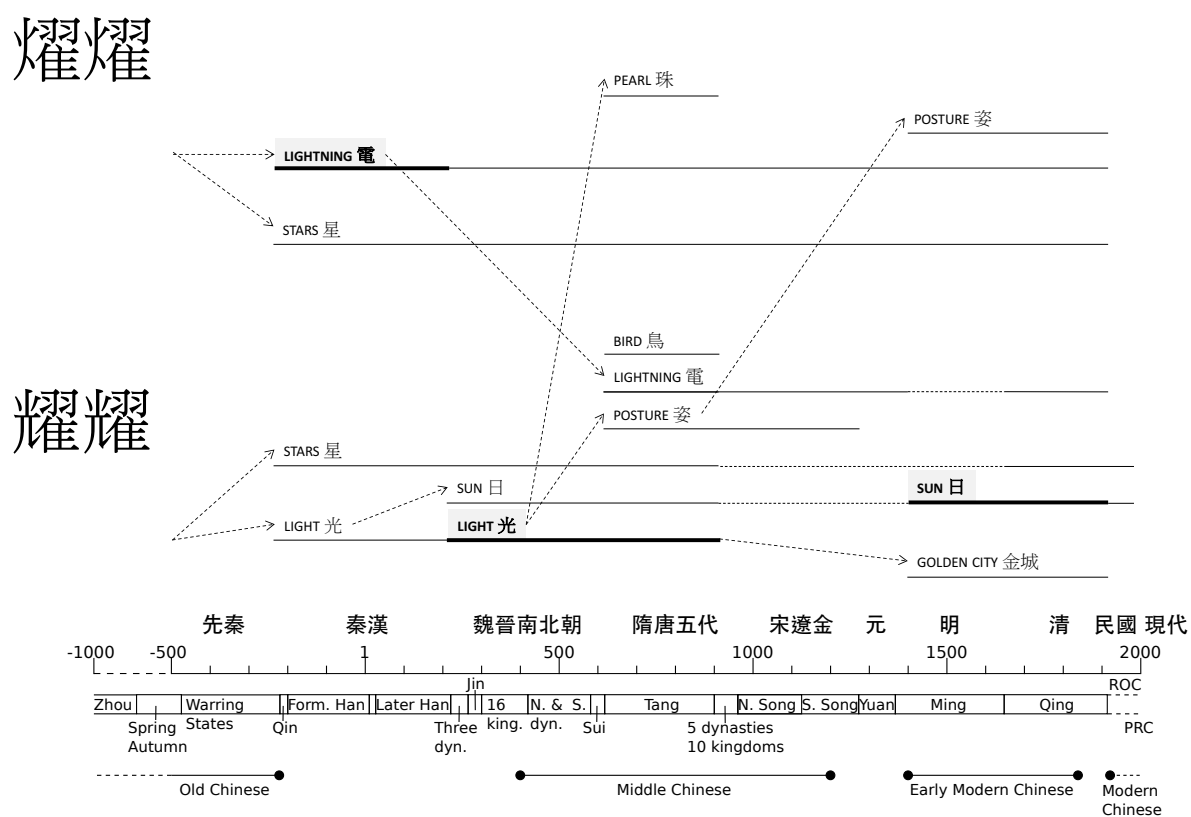 燿燿
PEARL 珠
POSTURE 姿
LIGHTNING 電
STARS 星
BIRD 鳥
LIGHTNING 電
耀耀
POSTURE 姿
STARS 星
SUN 日
SUN 日
LIGHT 光
LIGHT 光
GOLDEN CITY 金城
先秦 秦漢 魏晉南北朝 隋唐五代 宋遼金 元 明 清 民國 現代
-1000 -500 1 500 1000 1500 2000
Jin ROC
Zhou Warring States Form. Han Later Han 16 king. N. & S. dyn. Tang N. Song S. Song Yuan Ming Qing
Spring Autumn Qin Three dyn. Sui 5 dynasties 10 kingdoms PRC
Old Chinese Middle Chinese Early Modern Chinese Modern Chinese